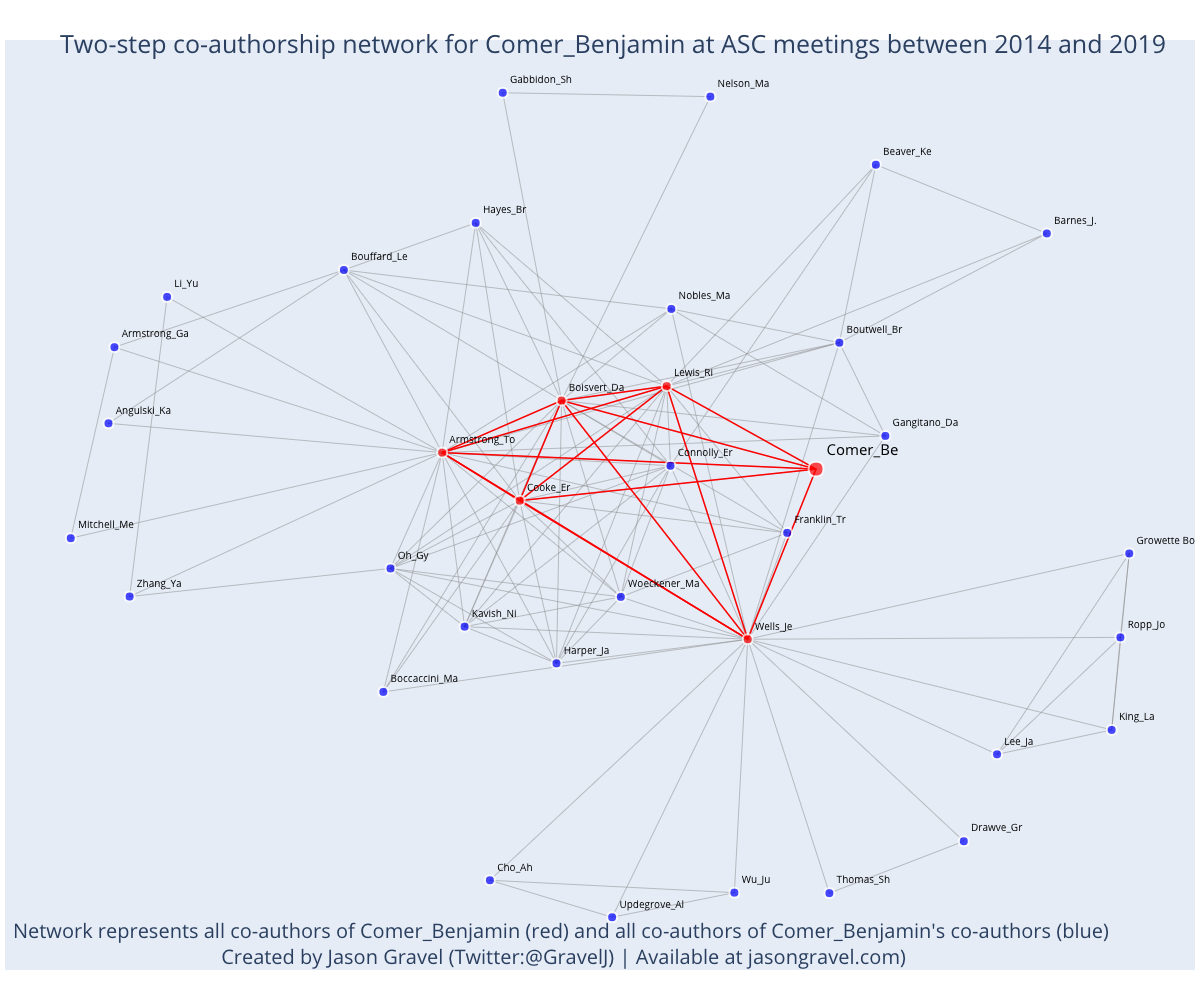 Two-step co-authorship network for Comer_Benjamin at ASC meetings between 2014 and 2019
Gabbidon_Sh
Nelson_Ma
Beaver_Ke
Hayes_Br
Barnes_J.
Bouffard_Le
Li_Yu
Nobles_Ma
Armstrong_Ga
Boutwell_Br
Lewis_Ri
Boisvert_Da
Angulski_Ka
Gangitano_Da
Armstrong_To
Comer_Be
Connolly_Er
Cooke_Er
Mitchell_Me
Franklin_Tr
Growette Bo
Oh_Gy
Zhang_Ya
Woeckener_Ma
Kavish_Ni
Wells_Je
Ropp_Jo
Harper_Ja
Boccaccini_Ma
King_La
Lee_Ja
Drawve_Gr
Cho_Ah
Wu_Ju
Thomas_Sh
Updegrove_Al
Network represents all co-authors of Comer_Benjamin (red) and all co-authors of Comer_Benjamin's co-authors (blue)
Created by Jason Gravel (Twitter:@GravelJ) | Available at jasongravel.com)